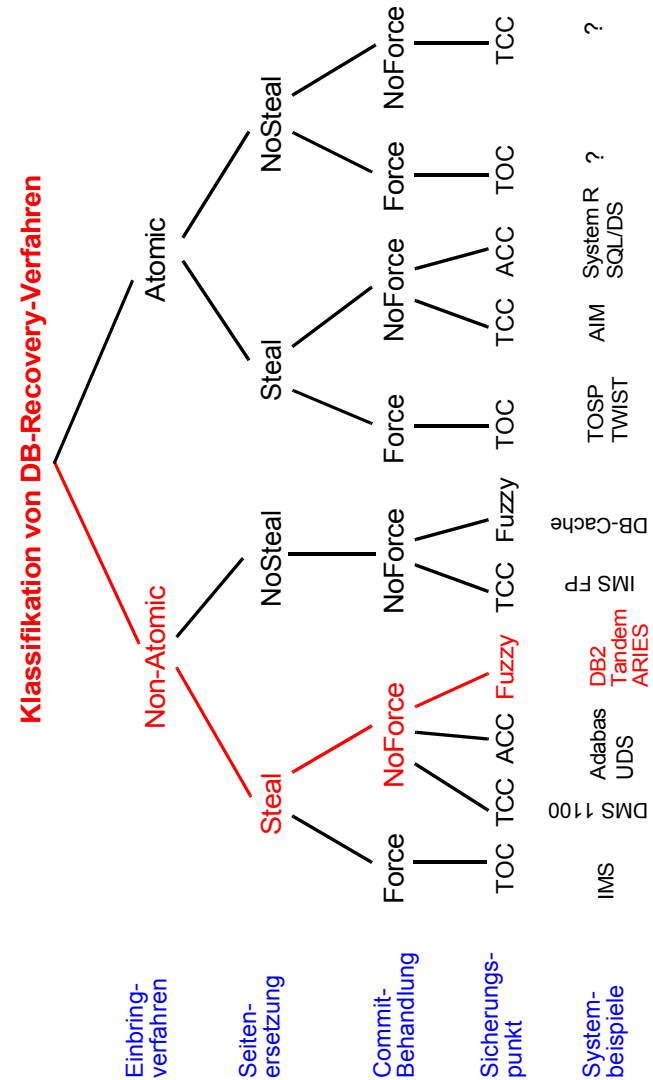 Klassifikation von DB-Recovery-Verfahren
Einbring-
verfahren
Non-Atomic
Atomic
Seiten-
ersetzung
Steal
NoSteal
Steal
NoSteal
Commit-
Behandlung
Force
NoForce
NoForce
Force
NoForce
Force
NoForce
Sicherungs-
punkt
TOC
TCC
ACC
Fuzzy
TCC
Fuzzy
TOC
TCC
ACC
TOC
TCC
System-
beispiele
IMS
DMS 1100
Adabas
UDS
DB2
Tandem
ARIES
IMS FP
DB-Cache
TOSP
TWIST
AIM
System R
SQL/DS
?
?